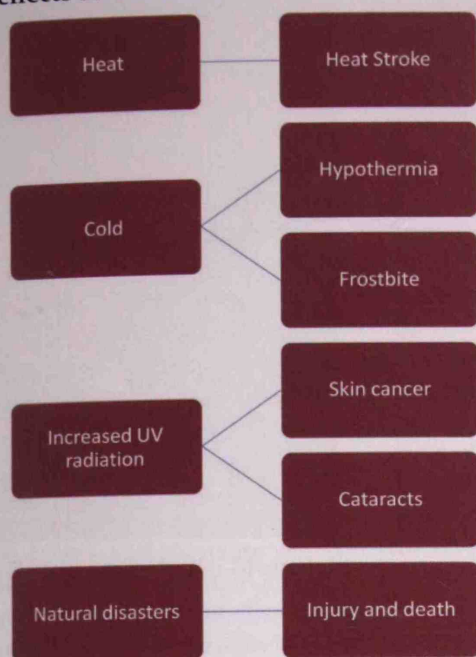 Heat
Heat Stroke
Cold
Hypothermia
Frostbite
Increased UV
radiation
Skin cancer
Cataracts
Natural disasters
Injury and death